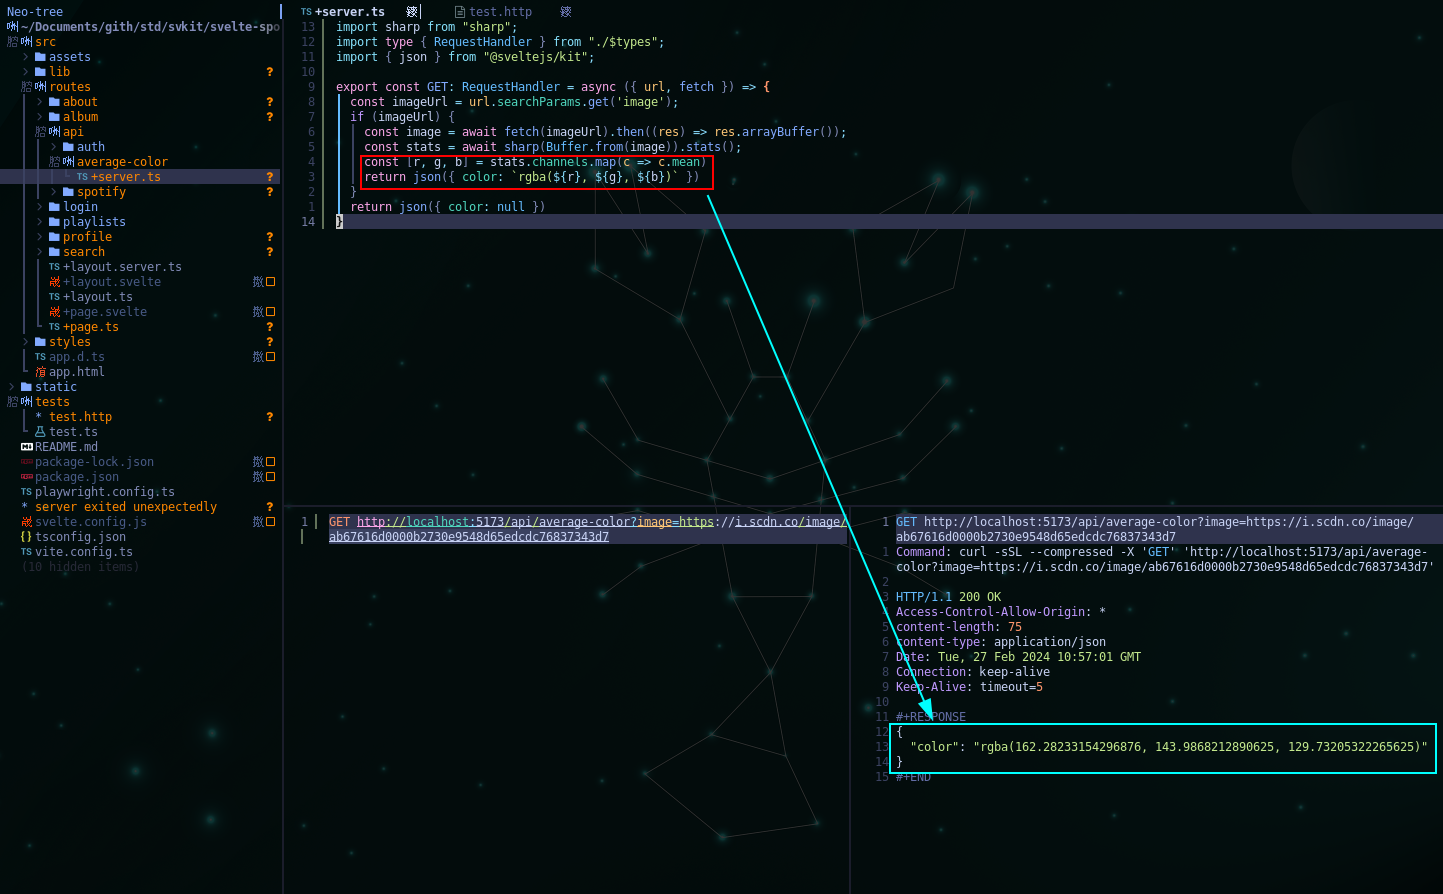 Neo-tree
~/Documents/gith/std/svkit/svelte-spo
src
assets
lib ?
routes
about ?
album ?
api
auth
average-color
TS +server.ts ?
spotify ?
login
playlists
profile ?
search ?
TS +layout.server.ts
+layout.svelte
TS +layout.ts
+page.svelte
TS +page.ts ?
styles ?
TS app.d.ts
app.html
static
tests
* test.http ?
test.ts
README.md
package-lock.json
package.json
TS playwright.config.ts
* server exited unexpectedly ?
svelte.config.js
{} tsconfig.json
TS vite.config.ts
(10 hidden items)
TS +server.ts test.http
13 import sharp from "sharp";
12 import type { RequestHandler } from "./$types";
11 import { json } from "@sveltejs/kit";
10
9 export const GET: RequestHandler = async ({ url, fetch }) => {
8 const imageUrl = url.searchParams.get('image');
7 if (imageUrl) {
6 const image = await fetch(imageUrl).then((res) => res.arrayBuffer());
5 const stats = await sharp(Buffer.from(image)).stats();
4 const [r, g, b] = stats.channels.map(c => c.mean)
3 return json({ color: `rgba(${r}, ${g}, ${b})` })
2 }
1 return json({ color: null })
14 }
1 GET http://localhost:5173/api/average-color?image=https://i.scdn.co/image/
ab67616d0000b2730e9548d65edcdc76837343d7
1 GET http://localhost:5173/api/average-color?image=https://i.scdn.co/image/
ab67616d0000b2730e9548d65edcdc76837343d7
1 Command: curl -sSL --compressed -X 'GET' 'http://localhost:5173/api/average-
color?image=https://i.scdn.co/image/ab67616d0000b2730e9548d65edcdc76837343d7'
2
3 HTTP/1.1 200 OK
4 Access-Control-Allow-Origin: *
5 content-length: 75
6 content-type: application/json
7 Date: Tue, 27 Feb 2024 10:57:01 GMT
8 Connection: keep-alive
9 Keep-Alive: timeout=5
10
11 #+RESPONSE
12 {
13 "color": "rgba(162.28233154296876, 143.9868212890625, 129.73205322265625)"
14 }
15 #+END